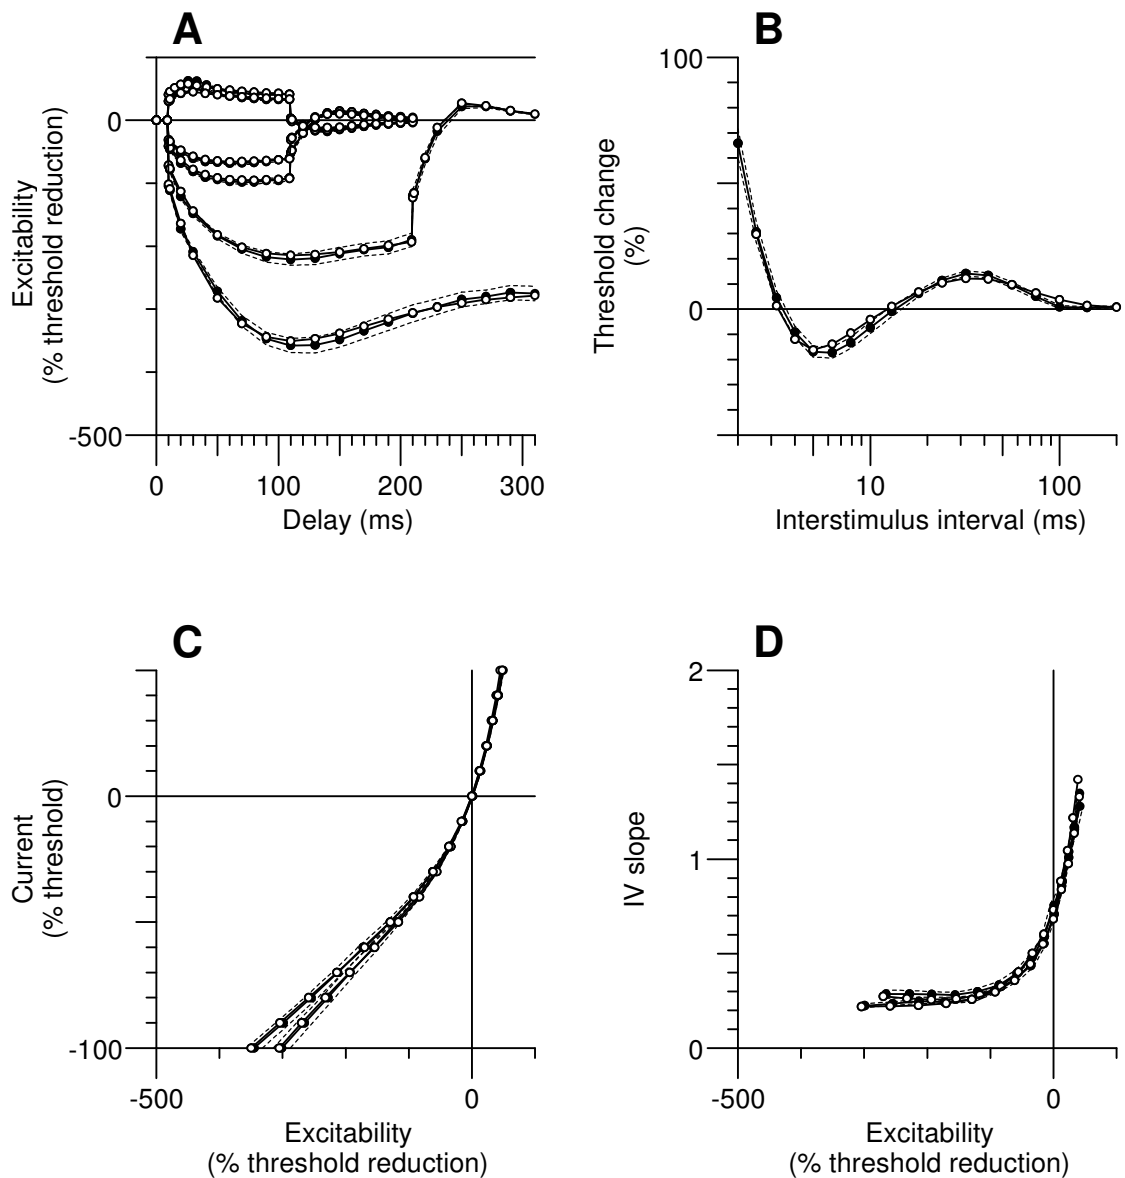 A
Excitability
(% threshold reduction)
0
-500
0
100
200
300
Delay (ms)
B
Threshold change
(%)
100
0
10
100
Interstimulus interval (ms)
C
Current
(% threshold)
0
-100
-500
0
Excitability
(% threshold reduction)
D
IV slope
2
1
0
-500
0
Excitability
(% threshold reduction)